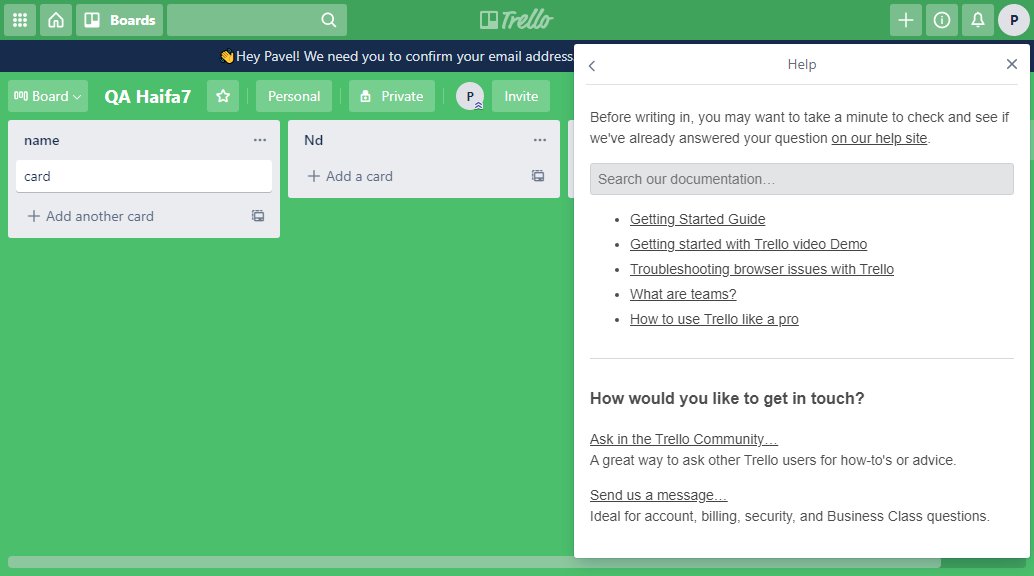 Boards
Trello
P
👋Hey Pavel! We need you to confirm your email address
Board
QA Haifa7
Personal
Private
P
Invite
name
card
Add another card
Nd
Add a card
Help
Before writing in, you may want to take a minute to check and see if
we've already answered your question on our help site.
Search our documentation…
Getting Started Guide
Getting started with Trello video Demo
Troubleshooting browser issues with Trello
What are teams?
How to use Trello like a pro
How would you like to get in touch?
Ask in the Trello Community…
A great way to ask other Trello users for how-to's or advice.
Send us a message…
Ideal for account, billing, security, and Business Class questions.